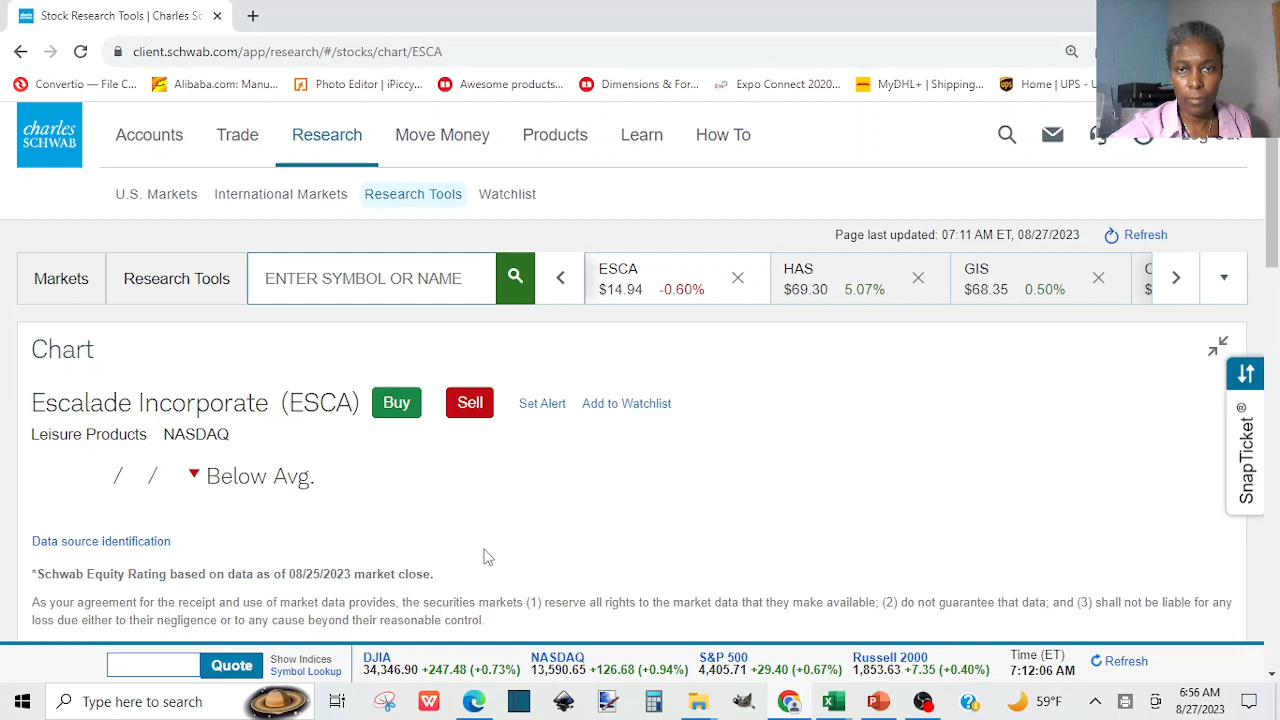 Stock Research Tools | Charles Sc
client.schwab.com/app/research/#/stocks/chart/ESCA
Convertio — File C...
Alibaba.com: Manu...
Photo Editor | iPiccy...
Awesome products...
Dimensions & For...
Expo Connect 2020...
MyDHL+ | Shipping...
Home | UPS - U
charles
SCHWAB
Accounts Trade Research Move Money Products Learn How To
Log Out
U.S. Markets International Markets Research Tools Watchlist
Page last updated: 07:11 AM ET, 08/27/2023 Refresh
Markets Research Tools ENTER SYMBOL OR NAME
ESCA
$14.94 -0.60%
HAS
$69.30 5.07%
GIS
$68.35 0.50%
Chart
Escalade Incorporate (ESCA) Buy Sell Set Alert Add to Watchlist
Leisure Products NASDAQ
/ / Below Avg.
Data source identification
*Schwab Equity Rating based on data as of 08/25/2023 market close.
As your agreement for the receipt and use of market data provides, the securities markets (1) reserve all rights to the market data that they make available; (2) do not guarantee that data; and (3) shall not be liable for any
loss due either to their negligence or to any cause beyond their reasonable control.
SnapTicket®
Quote
Show Indices
Symbol Lookup
DJIA
34,346.90 +247.48 (+0.73%)
NASDAQ
13,590.65 +126.68 (+0.94%)
S&P 500
4,405.71 +29.40 (+0.67%)
Russell 2000
1,853.63 +7.35 (+0.40%)
Time (ET)
7:12:06 AM
Refresh
Type here to search
59°F
6:56 AM
8/27/2023